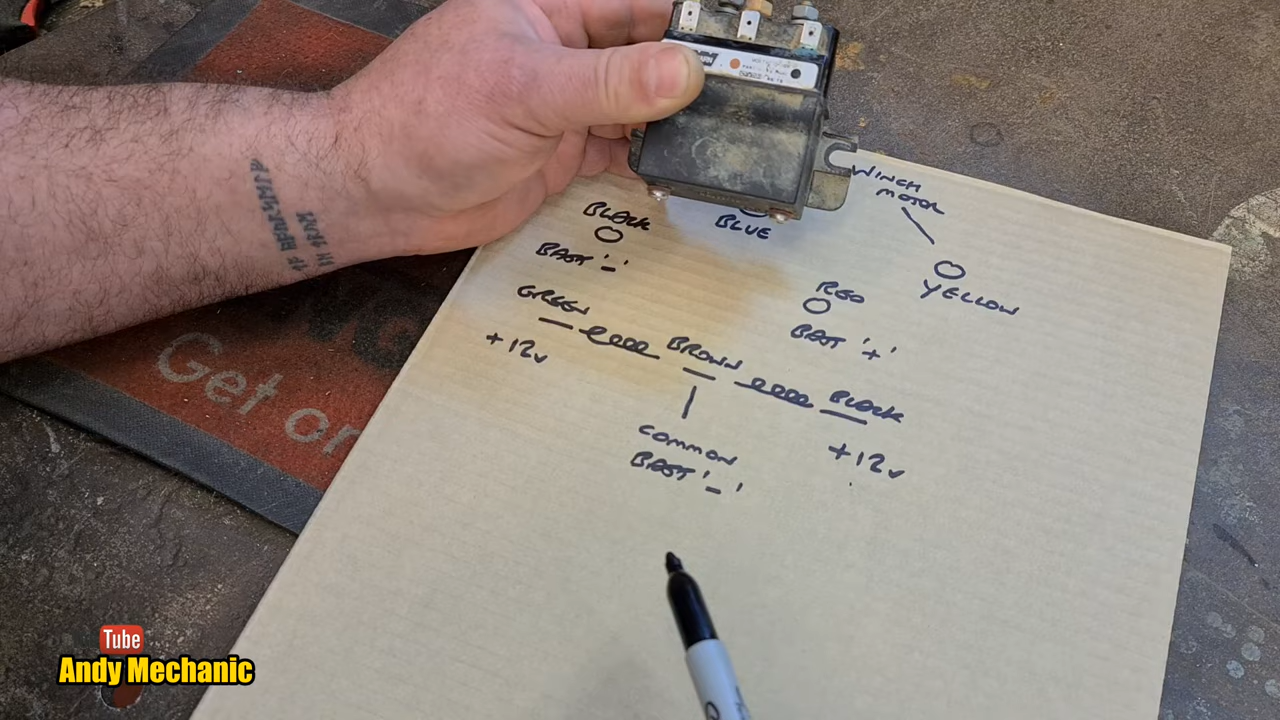 WINCH
MOTOR
BLACK
BLUE
BATT '-'
YELLOW
RED
GREEN
BATT '+'
+12v
BROWN
BLACK
COMMON
BATT '-'
+12v
Get or
Tube
Andy Mechanic